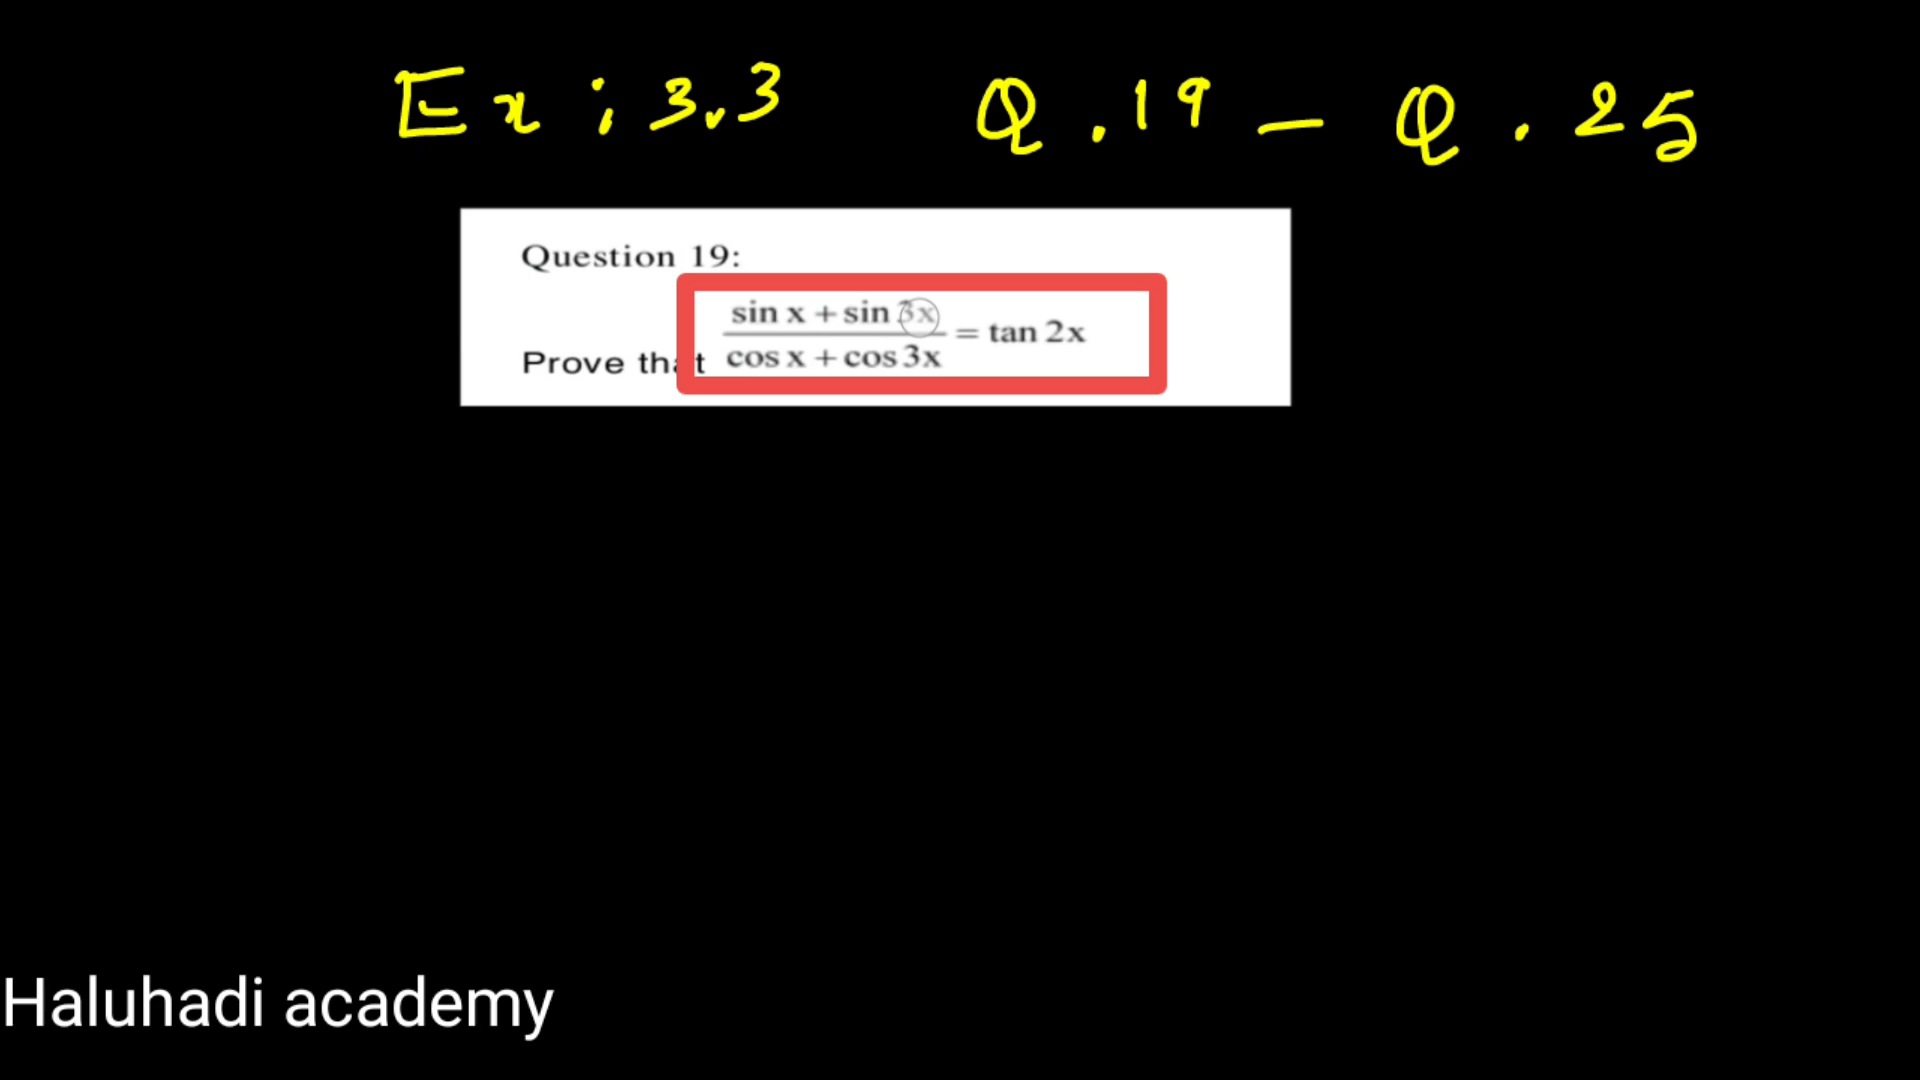 Ex : 3.3 Q.19 - Q.25
Question 19:
sin x + sin 3x
= tan 2x
Prove that cos x + cos 3x
Haluhadi academy